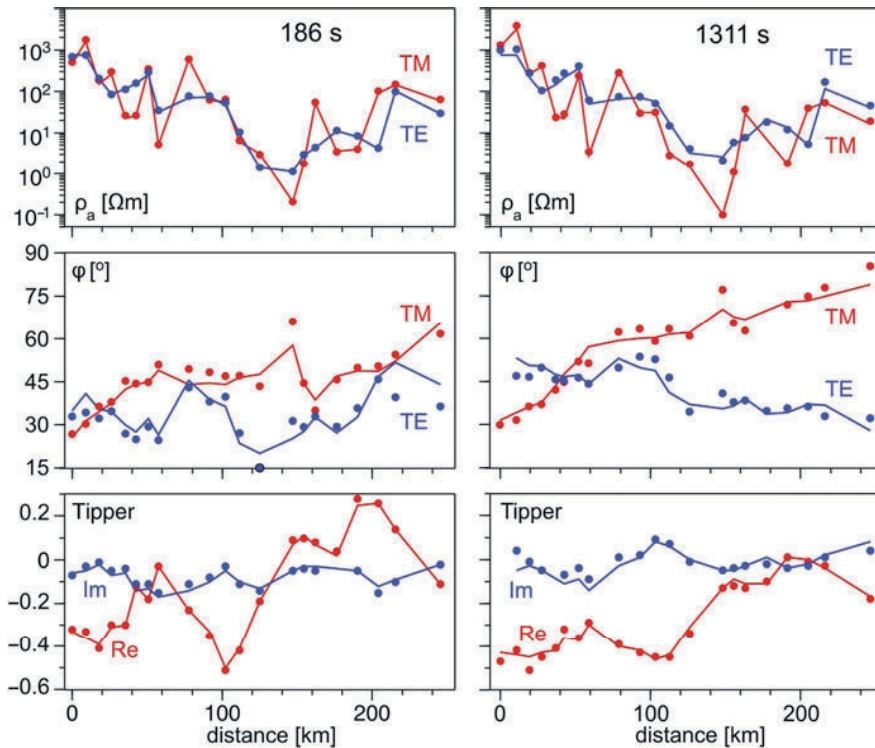 186 s
1311 s
10³
10²
10¹
10⁰
10⁻¹
TM
TE
ρa [Ωm]
TE
TM
ρa [Ωm]
90
75
60
45
30
15
φ [º]
TM
TE
φ [º]
TM
TE
0.2
0
−0.2
−0.4
−0.6
Tipper
Im
Re
Tipper
Im
Re
0
100
200
distance [km]
0
100
200
distance [km]